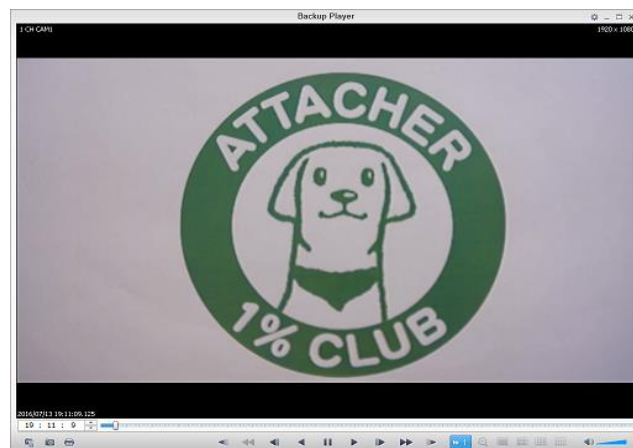 Backup Player
1 CH CAM1
1920 x 1080
ATTACHER
1% CLUB
2016/07/13 19:11:09.125
19 : 11 : 9